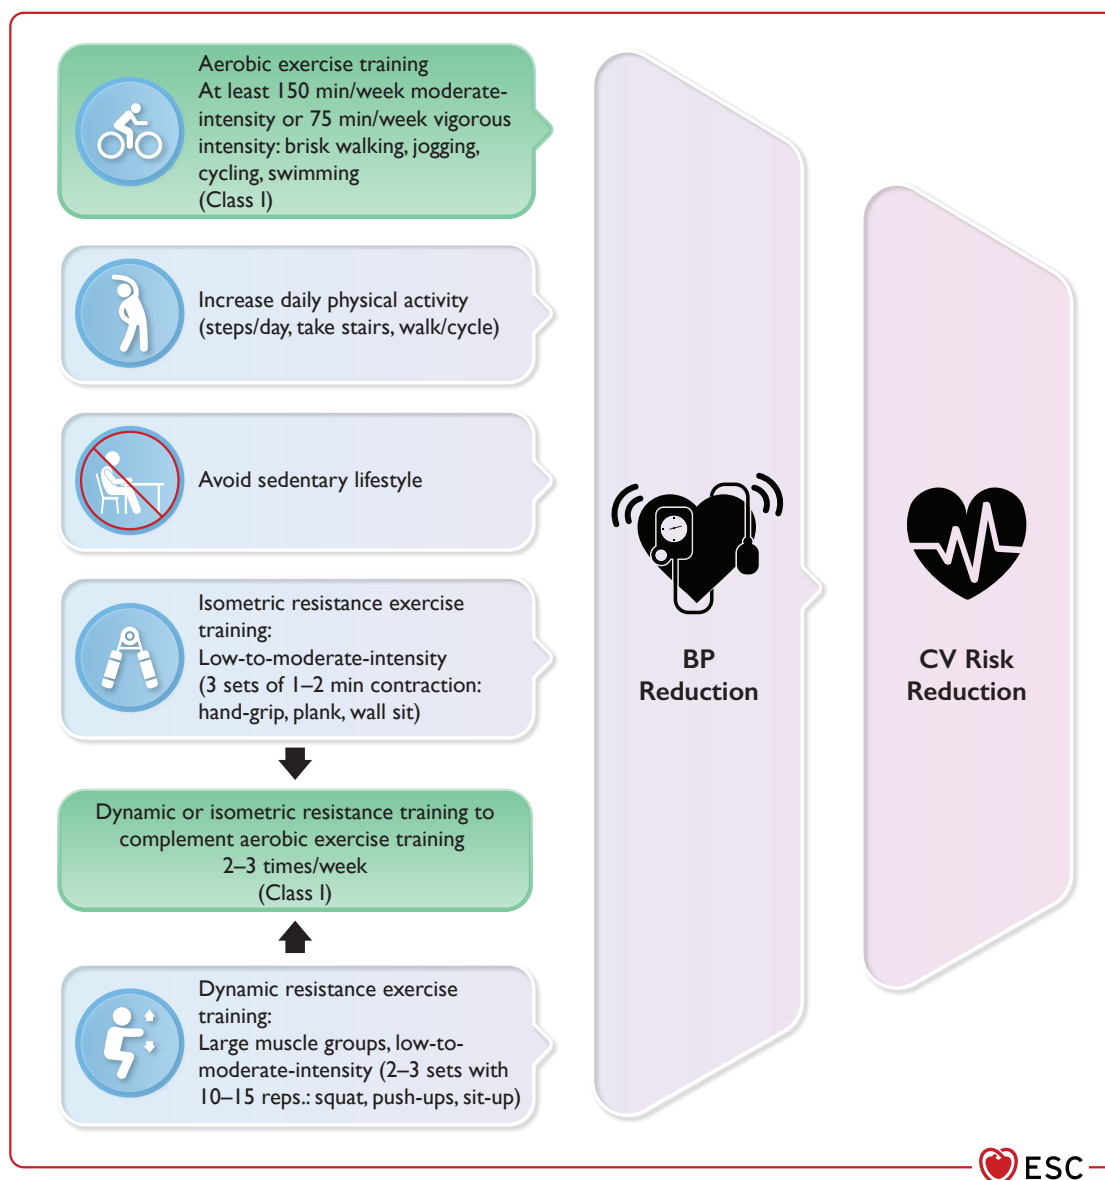 Aerobic exercise training
At least 150 min/week moderate-
intensity or 75 min/week vigorous
intensity: brisk walking, jogging,
cycling, swimming
(Class I)
Increase daily physical activity
(steps/day, take stairs, walk/cycle)
Avoid sedentary lifestyle
Isometric resistance exercise
training:
Low-to-moderate-intensity
(3 sets of 1–2 min contraction:
hand-grip, plank, wall sit)
Dynamic or isometric resistance training to
complement aerobic exercise training
2–3 times/week
(Class I)
Dynamic resistance exercise
training:
Large muscle groups, low-to-
moderate-intensity (2–3 sets with
10–15 reps.: squat, push-ups, sit-up)
BP
Reduction
CV Risk
Reduction
ESC